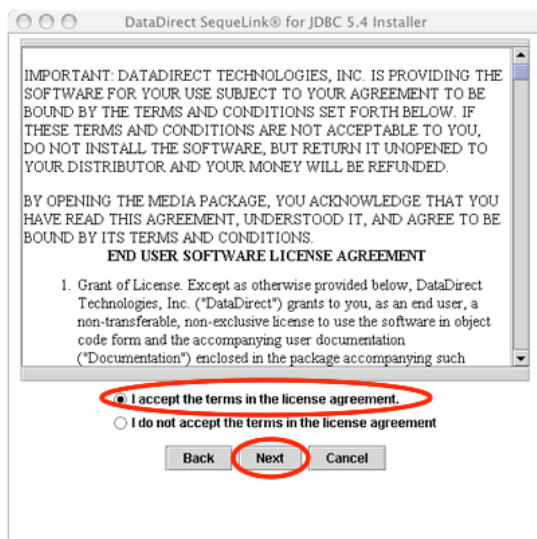 DataDirect SequeLink® for JDBC 5.4 Installer
IMPORTANT: DATADIRECT TECHNOLOGIES, INC. IS PROVIDING THE
SOFTWARE FOR YOUR USE SUBJECT TO YOUR AGREEMENT TO BE
BOUND BY THE TERMS AND CONDITIONS SET FORTH BELOW. IF
THESE TERMS AND CONDITIONS ARE NOT ACCEPTABLE TO YOU,
DO NOT INSTALL THE SOFTWARE, BUT RETURN IT UNOPENED TO
YOUR DISTRIBUTOR AND YOUR MONEY WILL BE REFUNDED.
BY OPENING THE MEDIA PACKAGE, YOU ACKNOWLEDGE THAT YOU
HAVE READ THIS AGREEMENT, UNDERSTOOD IT, AND AGREE TO BE
BOUND BY ITS TERMS AND CONDITIONS.
END USER SOFTWARE LICENSE AGREEMENT
1. Grant of License. Except as otherwise provided below, DataDirect
Technologies, Inc. ("DataDirect") grants to you, as an end user, a
non-transferable, non-exclusive license to use the software in object
code form and the accompanying user documentation
("Documentation") enclosed in the package accompanying such
I accept the terms in the license agreement.
I do not accept the terms in the license agreement
Back Next Cancel